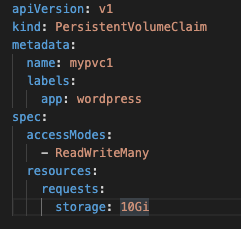 apiVersion: v1
kind: PersistentVolumeClaim
metadata:
  name: mypvc1
  labels:
    app: wordpress
spec:
  accessModes:
    - ReadWriteMany
  resources:
    requests:
      storage: 10Gi